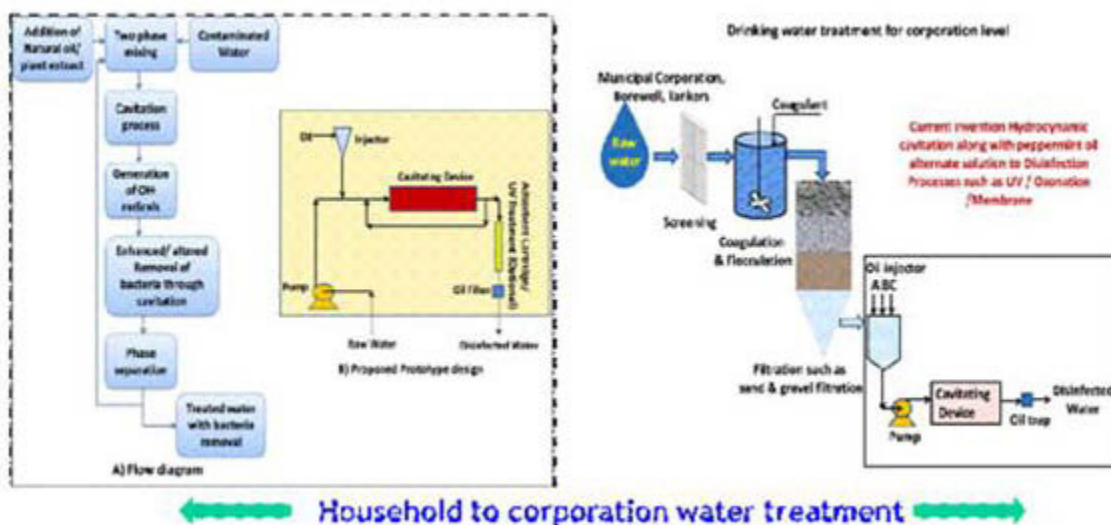 Addition of
Natural oil/
plant extract
Two phase
mixing
Contaminated
Water
Cavitation
process
Generation
of OH
radicals
Enhanced/ altered
Removal of
bacteria through
cavitation
Phase
separation
Treated water
with bacteria
removal
A) Flow diagram
Oil
Injector
Cavitating Device
Adsorbent Cartridge/
UV Treatment (Optional)
Pump
Oil Filter
Raw Water
Disinfected Water
B) Proposed Prototype design
Drinking water treatment for corporation level
Municipal Corporation,
Borewell, Tankers
Raw
water
Screening
Coagulant
Coagulation
& Flocculation
Current invention Hydrodynamic
cavitation along with peppermint oil
alternate solution to Disinfection
Processes such as UV / Ozonation
/Membrane
Filtration such as
sand & gravel filtration
Oil injector
A B C
Pump
Cavitating
Device
Oil trap
Disinfected
Water
Household to corporation water treatment